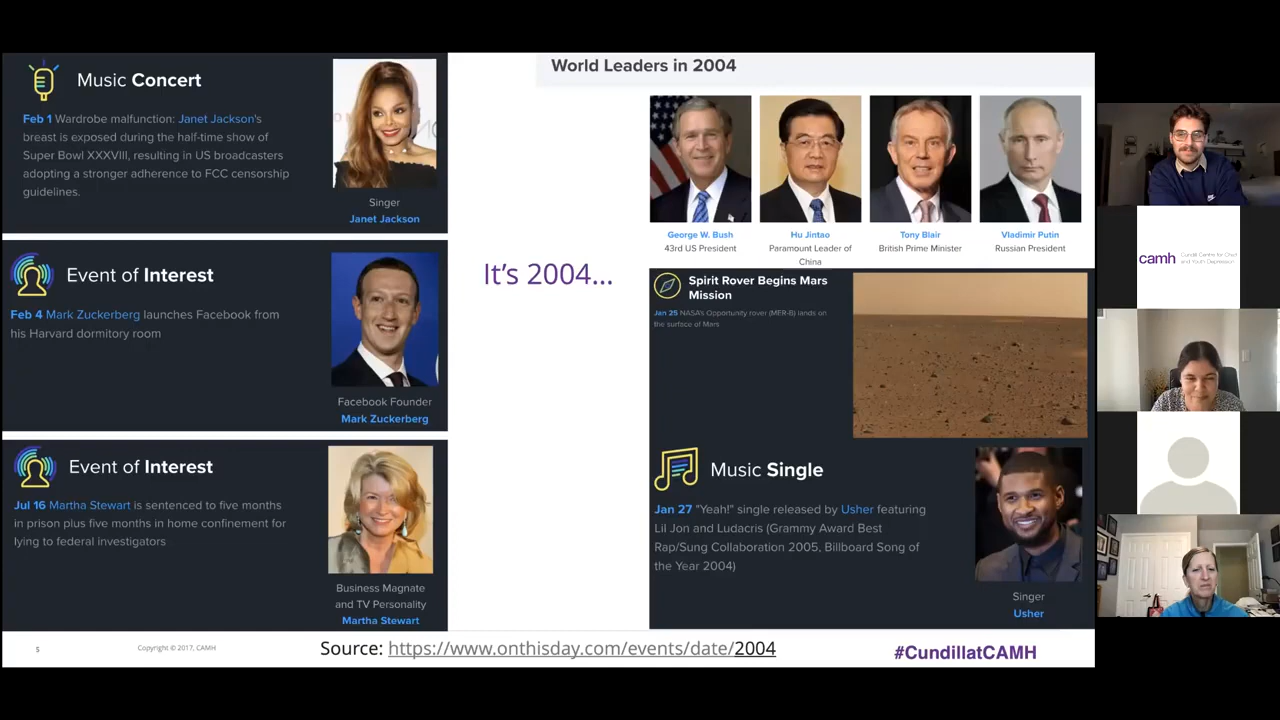 Music Concert
Feb 1 Wardrobe malfunction: Janet Jackson's
breast is exposed during the half-time show of
Super Bowl XXXVIII, resulting in US broadcasters
adopting a stronger adherence to FCC censorship
guidelines.
Singer
Janet Jackson
Event of Interest
Feb 4 Mark Zuckerberg launches Facebook from
his Harvard dormitory room
Facebook Founder
Mark Zuckerberg
Event of Interest
Jul 16 Martha Stewart is sentenced to five months
in prison plus five months in home confinement for
lying to federal investigators
Business Magnate
and TV Personality
Martha Stewart
It's 2004...
World Leaders in 2004
George W. Bush
43rd US President
Hu Jintao
Paramount Leader of
China
Tony Blair
British Prime Minister
Vladimir Putin
Russian President
Spirit Rover Begins Mars
Mission
Jan 25 NASA's Opportunity rover (MER-B) lands on
the surface of Mars
Music Single
Jan 27 "Yeah!" single released by Usher featuring
Lil Jon and Ludacris (Grammy Award Best
Rap/Sung Collaboration 2005, Billboard Song of
the Year 2004)
Singer
Usher
5
Copyright © 2017, CAMH
Source: https://www.onthisday.com/events/date/2004
#CundillatCAMH
camh
Cundill Centre for Child
and Youth Depression